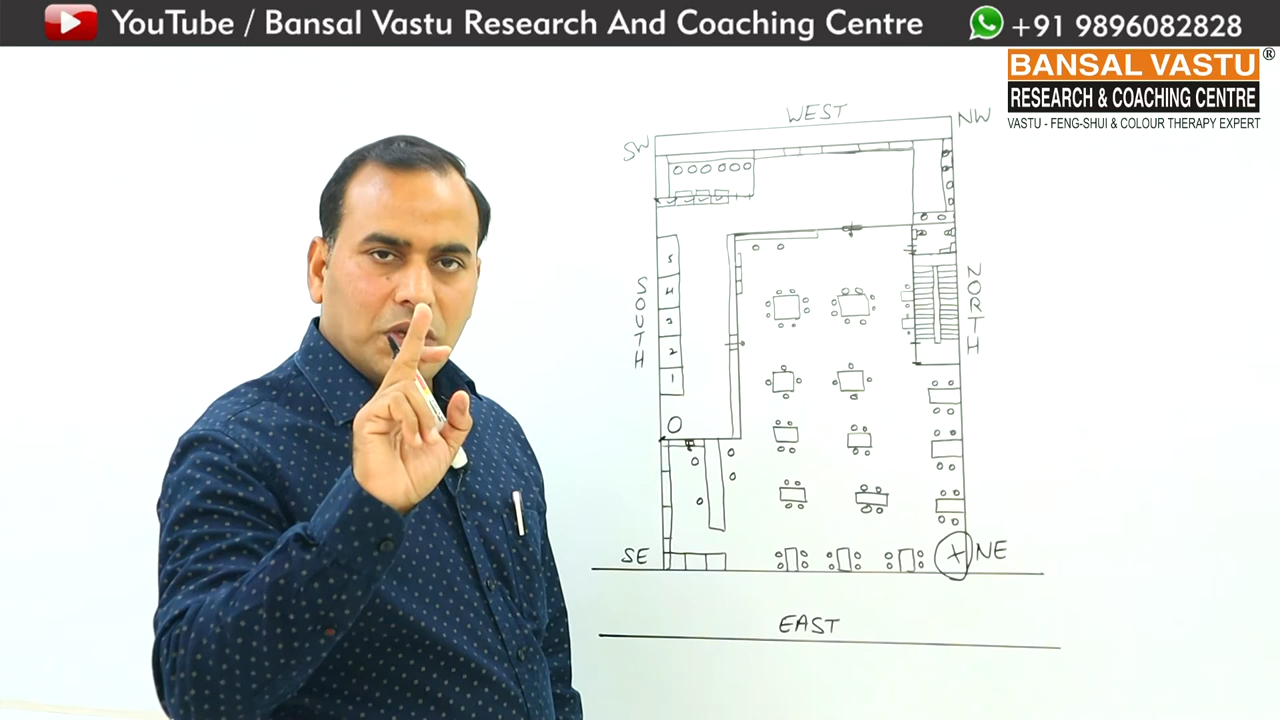 YouTube / Bansal Vastu Research And Coaching Centre
+91 9896082828
BANSAL VASTU®
RESEARCH & COACHING CENTRE
VASTU - FENG-SHUI & COLOUR THERAPY EXPERT
WEST
NW
SW
SOUTH
5
4
3
2
1
NORTH
SE
NE
EAST